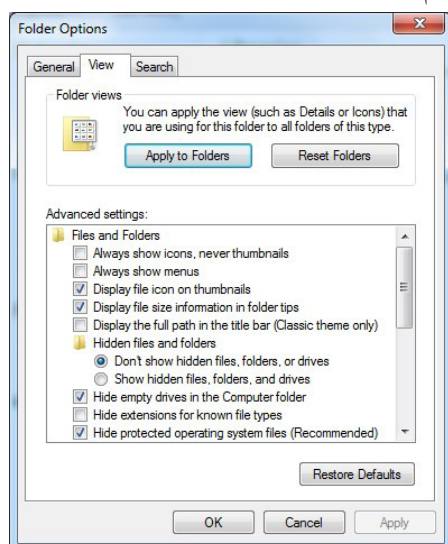 Folder Options
General View Search
Folder views
You can apply the view (such as Details or Icons) that
you are using for this folder to all folders of this type.
Apply to Folders Reset Folders
Advanced settings:
Files and Folders
Always show icons, never thumbnails
Always show menus
Display file icon on thumbnails
Display file size information in folder tips
Display the full path in the title bar (Classic theme only)
Hidden files and folders
Don't show hidden files, folders, or drives
Show hidden files, folders, and drives
Hide empty drives in the Computer folder
Hide extensions for known file types
Hide protected operating system files (Recommended)
Restore Defaults
OK Cancel Apply